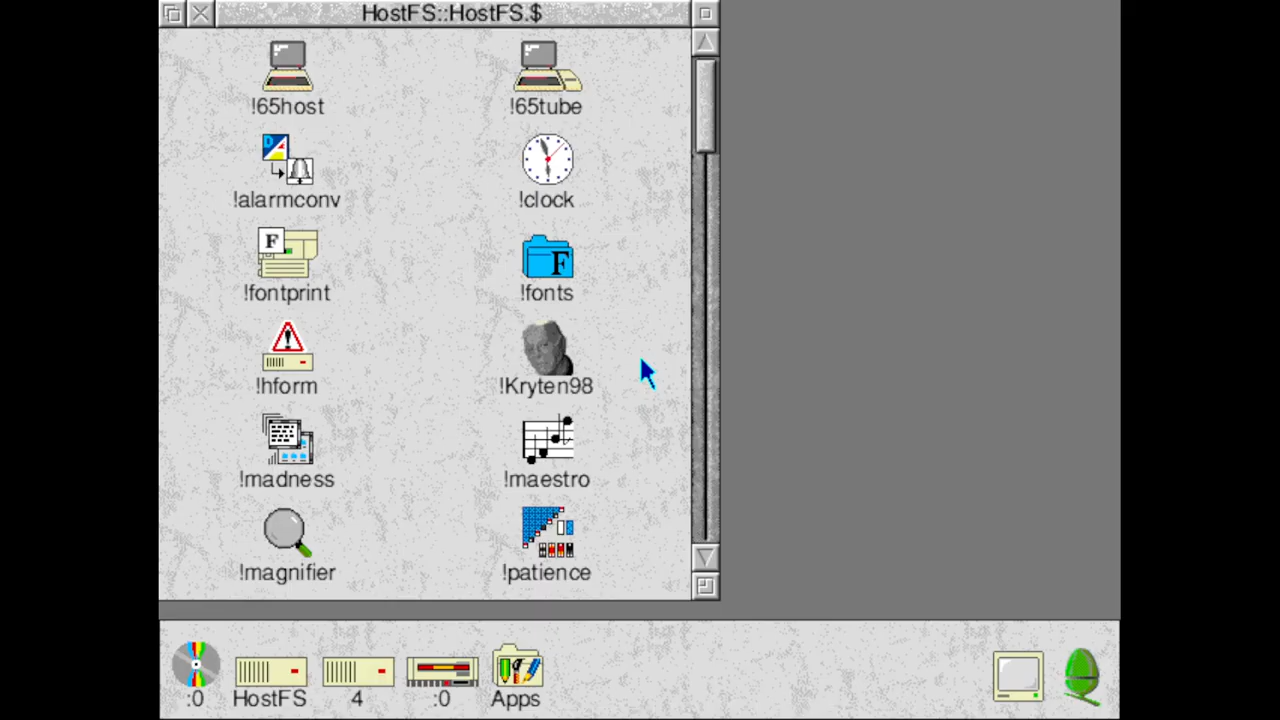 HostFS::HostFS.$
!65host !65tube
!alarmconv !clock
F
F
!fontprint !fonts
!hform !Kryten98
!madness !maestro
!magnifier !patience
:0 HostFS 4 :0 Apps